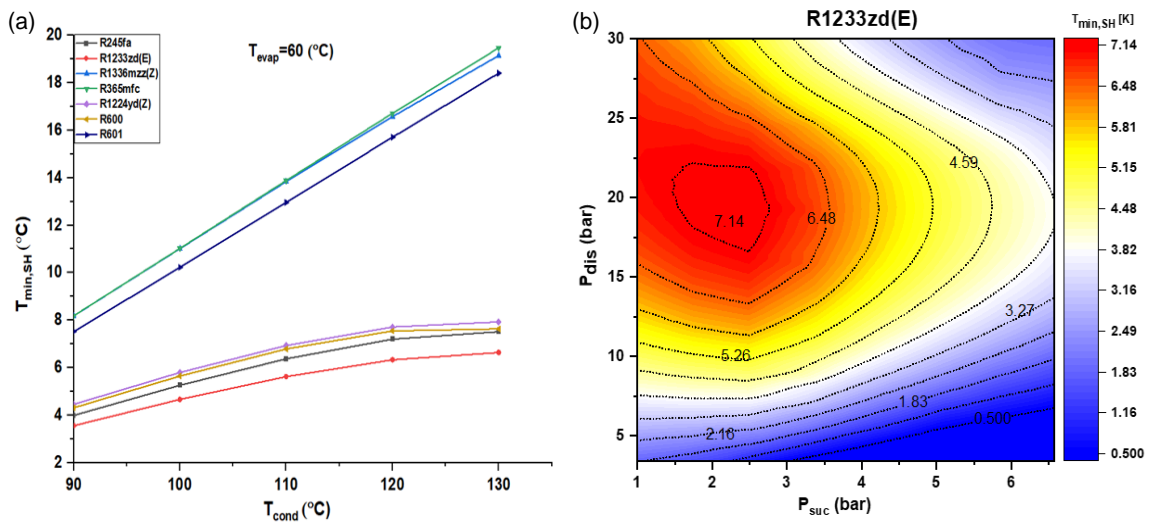 (a)
T_evap=60 (°C)
R245fa
R1233zd(E)
R1336mzz(Z)
R365mfc
R1224yd(Z)
R600
R601
T_min,SH (°C)
20
18
16
14
12
10
8
6
4
2
90
100
110
120
130
T_cond (°C)
(b)
R1233zd(E)
P_dis (bar)
30
25
20
15
10
5
7.14
6.48
4.59
5.26
3.27
1.83
2.16
0.500
1
2
3
4
5
6
P_suc (bar)
T_min,SH [K]
7.14
6.48
5.81
5.15
4.48
3.82
3.16
2.49
1.83
1.16
0.500